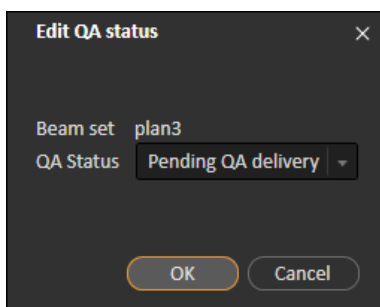 Edit QA status
Beam set plan3
QA Status Pending QA delivery
OK Cancel